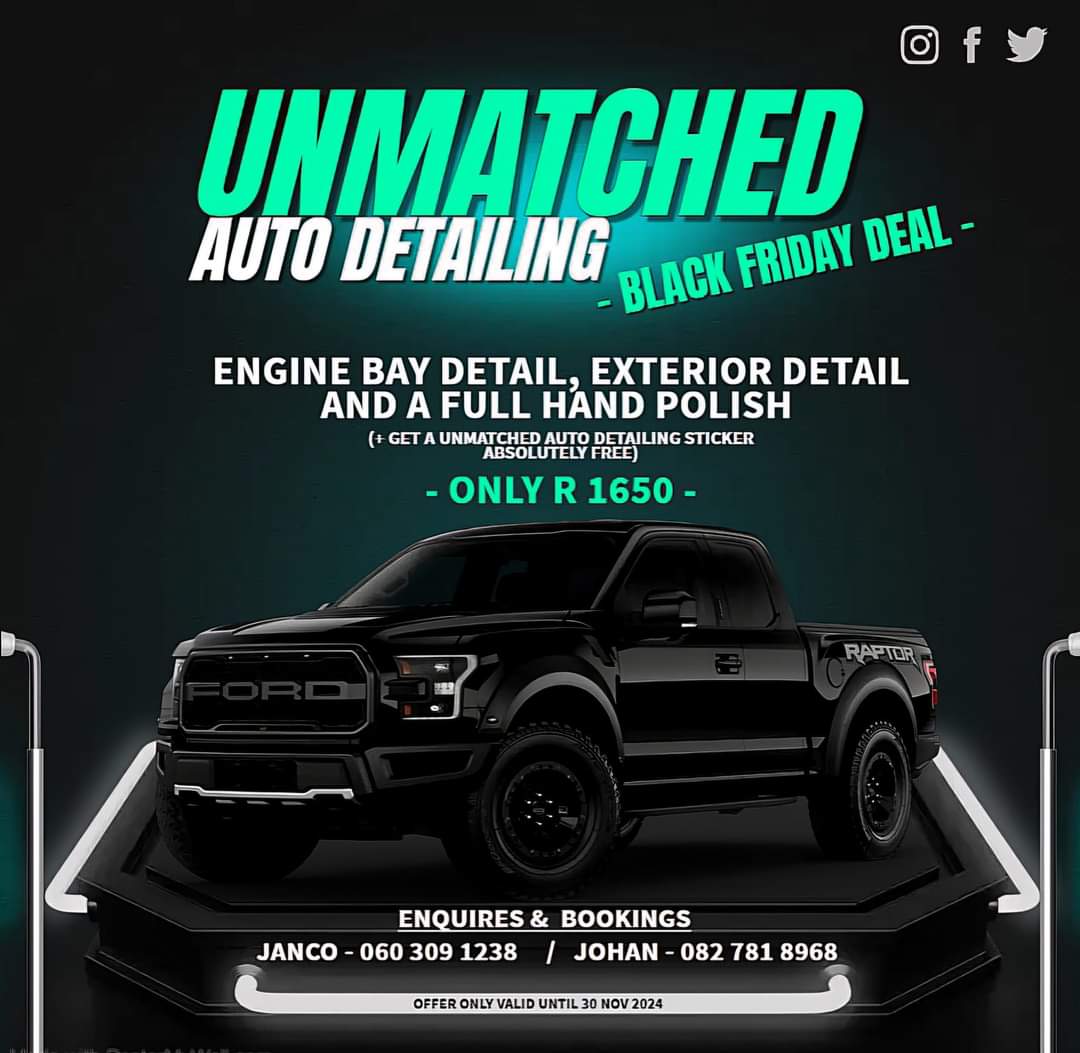 UNMATCHED
AUTO DETAILING
- BLACK FRIDAY DEAL -
ENGINE BAY DETAIL, EXTERIOR DETAIL
AND A FULL HAND POLISH
(+ GET A UNMATCHED AUTO DETAILING STICKER
ABSOLUTELY FREE)
- ONLY R 1650 -
RAPTOR
FORD
ENQUIRES & BOOKINGS
JANCO - 060 309 1238 / JOHAN - 082 781 8968
OFFER ONLY VALID UNTIL 30 NOV 2024